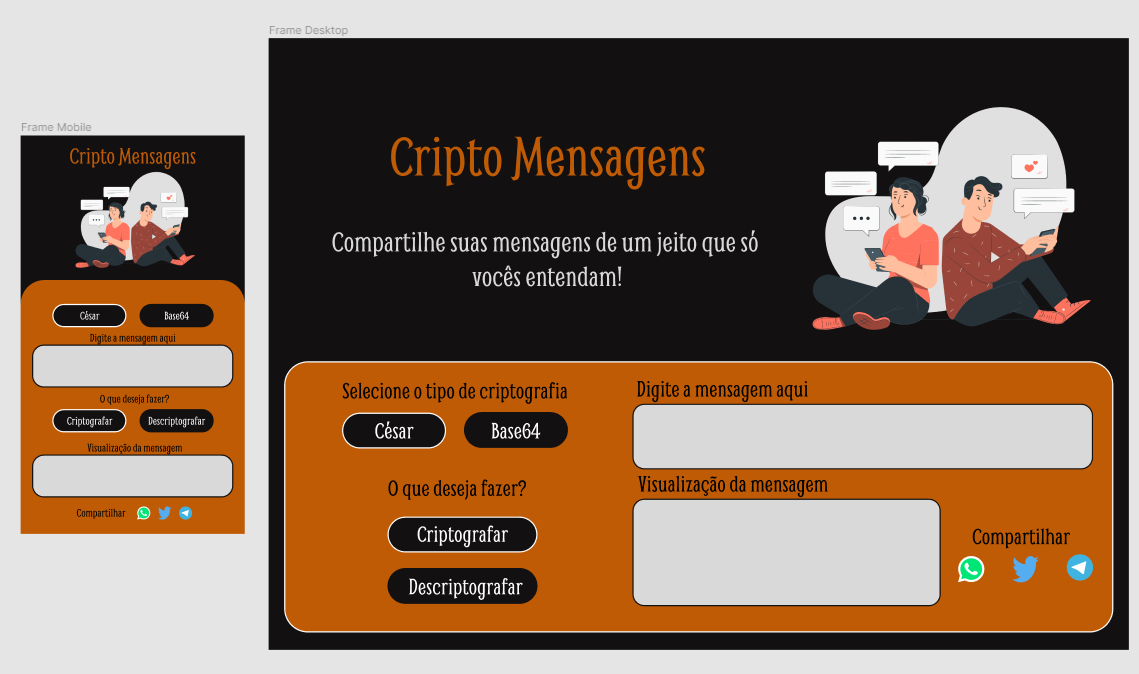 Frame Mobile
Cripto Mensagens
César
Base64
Digite a mensagem aqui
O que deseja fazer?
Criptografar
Descriptografar
Visualização da mensagem
Compartilhar
Frame Desktop
Cripto Mensagens
Compartilhe suas mensagens de um jeito que só
vocês entendam!
Selecione o tipo de criptografia
César
Base64
O que deseja fazer?
Criptografar
Descriptografar
Digite a mensagem aqui
Visualização da mensagem
Compartilhar